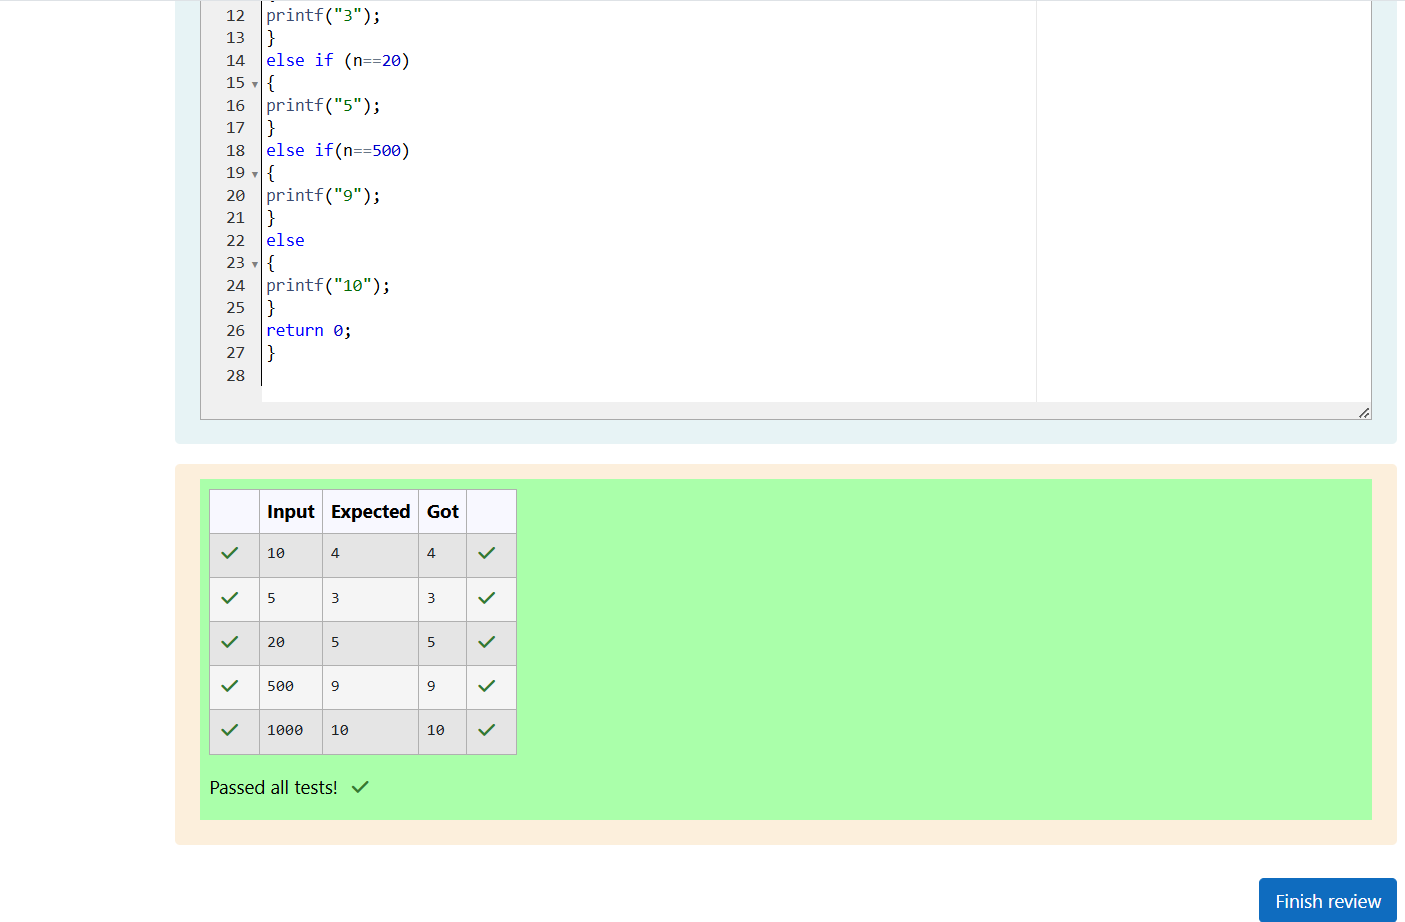 12 printf("3");
13 }
14 else if (n==20)
15 {
16 printf("5");
17 }
18 else if(n==500)
19 {
20 printf("9");
21 }
22 else
23 {
24 printf("10");
25 }
26 return 0;
27 }
28
Input Expected Got
10 4 4
5 3 3
20 5 5
500 9 9
1000 10 10
Passed all tests!
Finish review